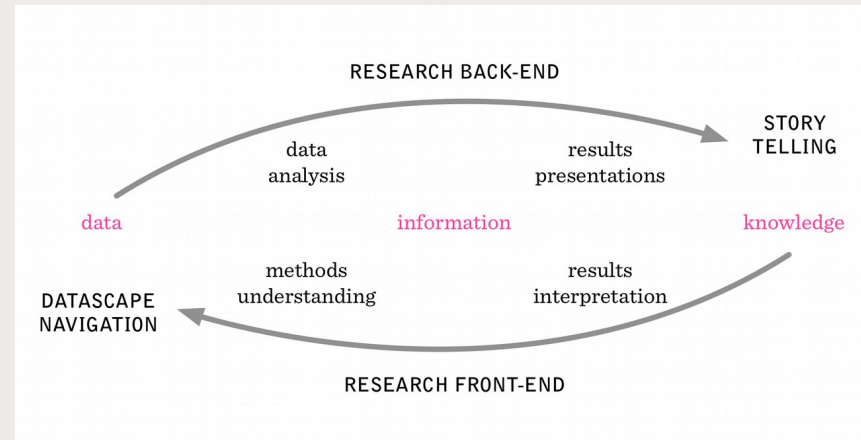 RESEARCH BACK-END
STORY
TELLING
data
analysis
results
presentations
data
information
knowledge
methods
understanding
results
interpretation
DATASCAPE
NAVIGATION
RESEARCH FRONT-END